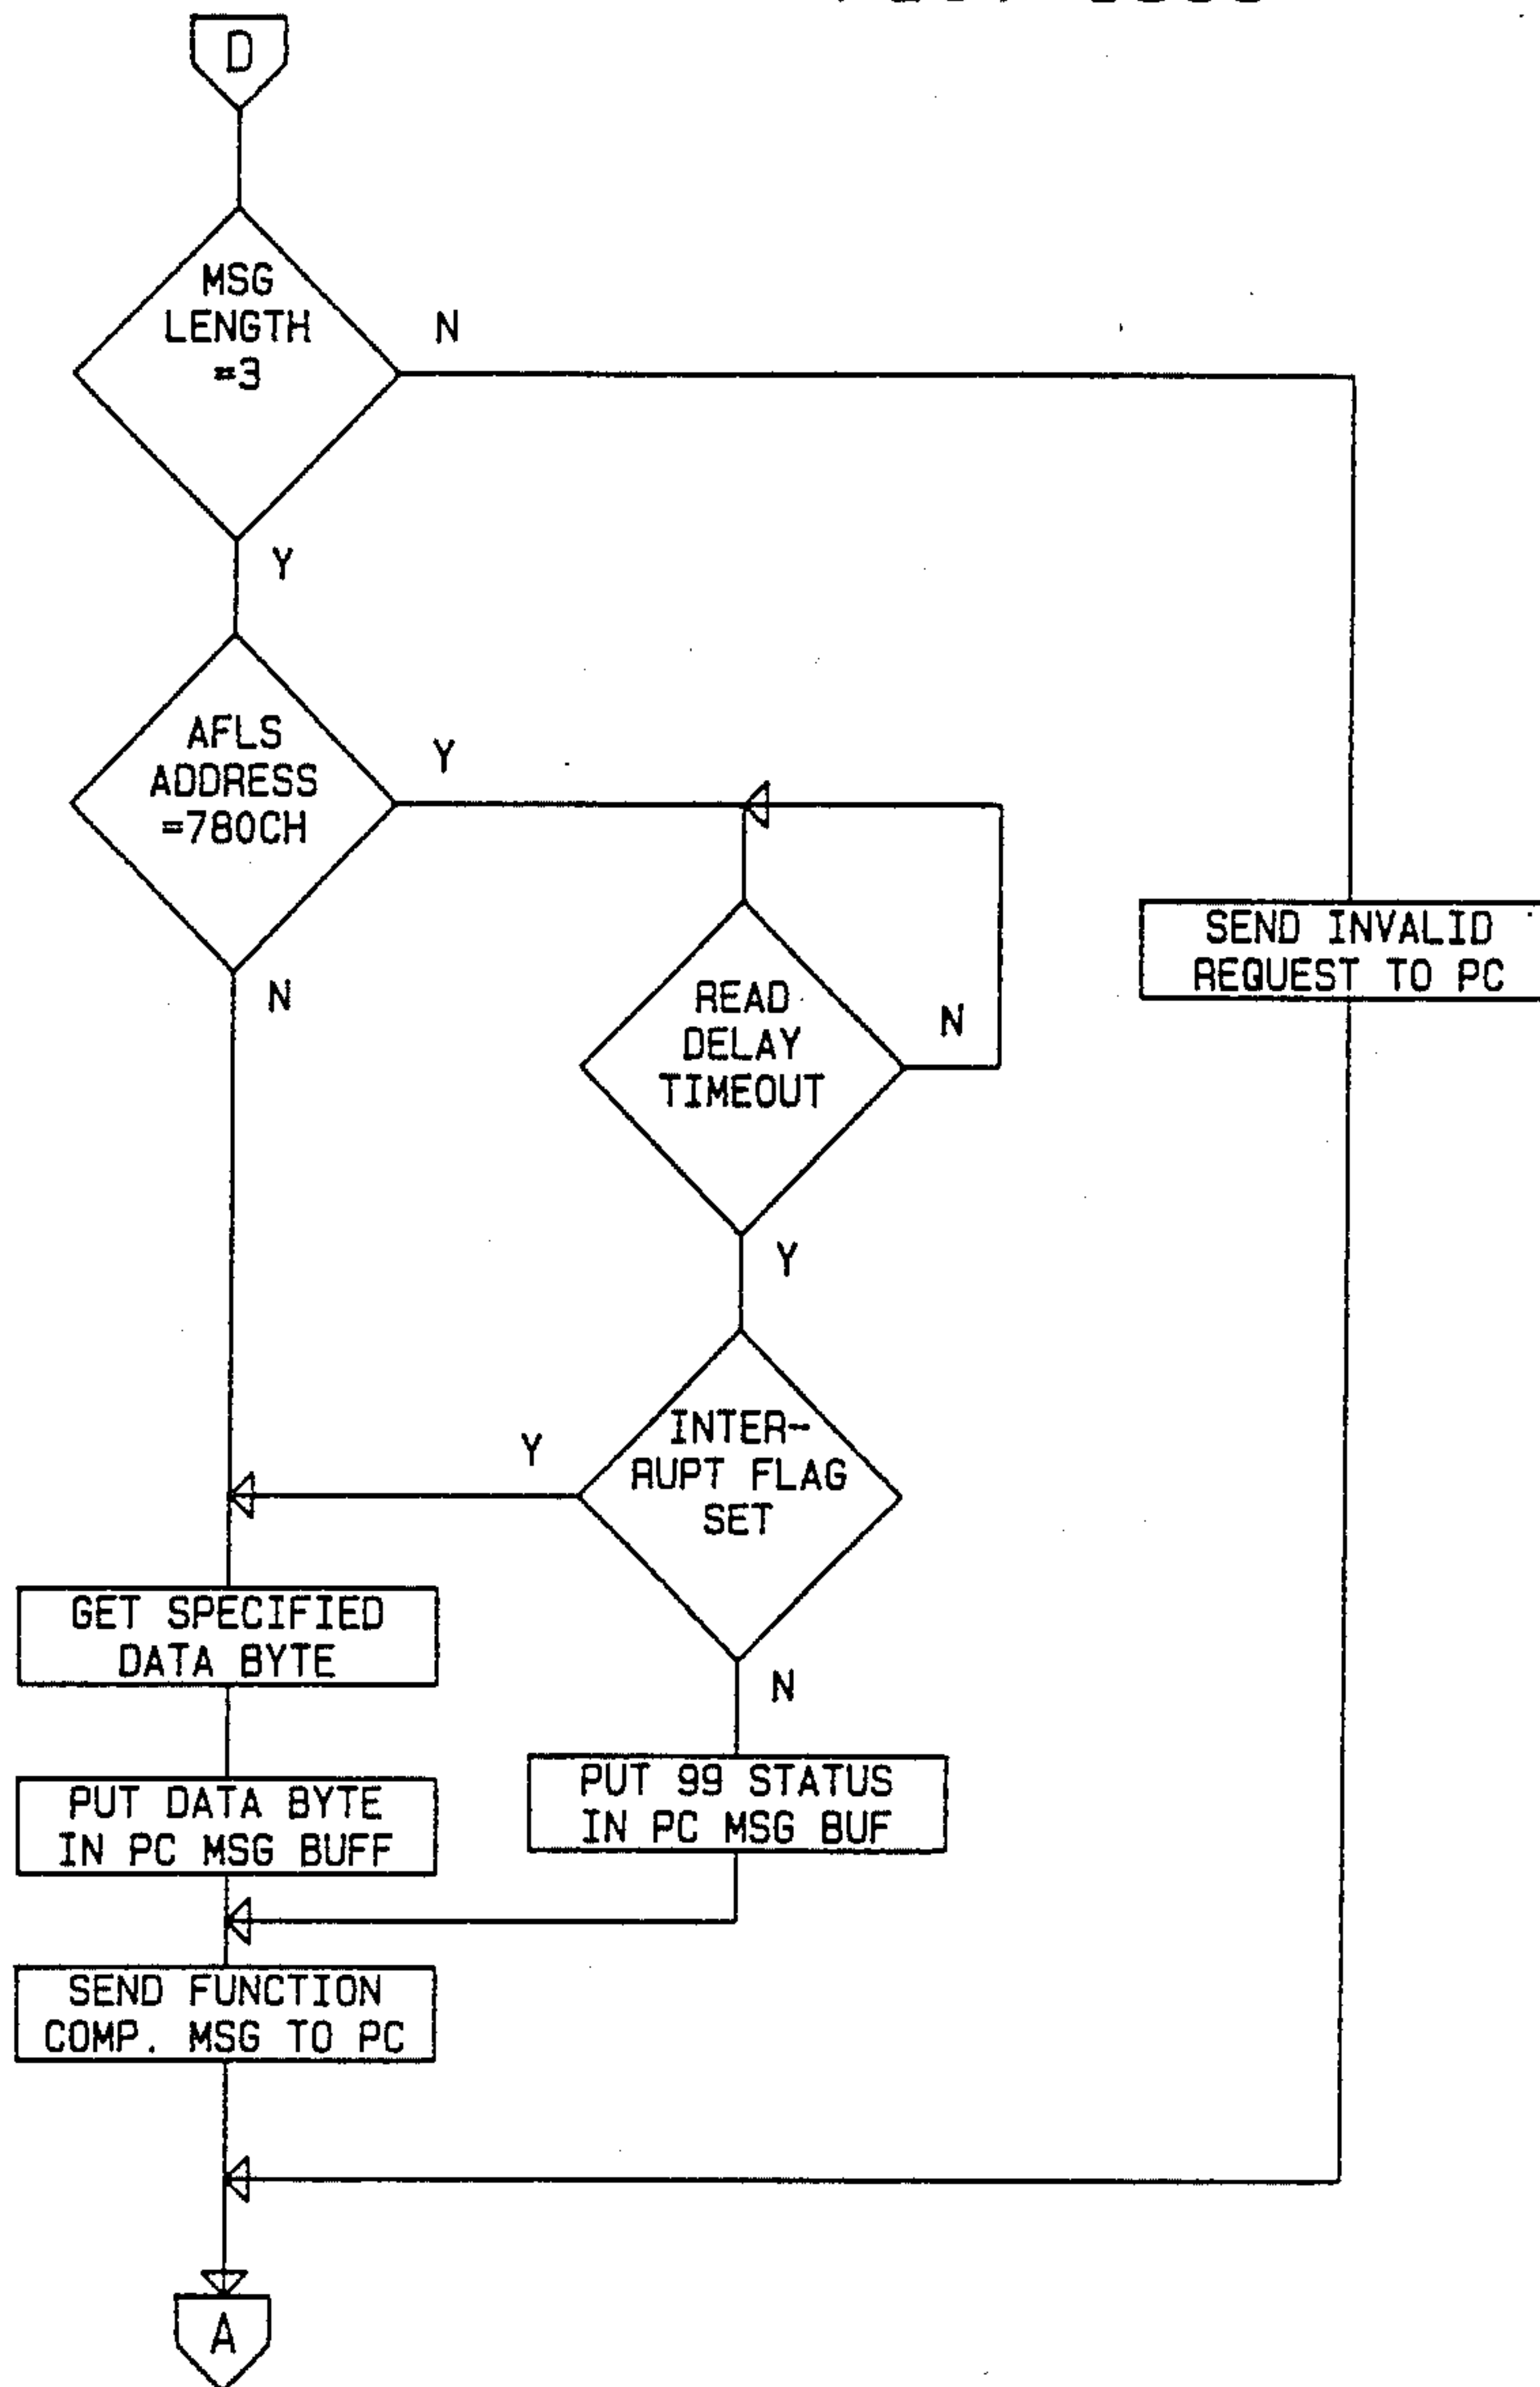 D
MSG
LENGTH
=3
N
Y
AFLS
ADDRESS
=780CH
Y
N
READ
DELAY
TIMEOUT
N
Y
SEND INVALID
REQUEST TO PC
INTER-
RUPT FLAG
SET
Y
N
GET SPECIFIED
DATA BYTE
PUT DATA BYTE
IN PC MSG BUFF
PUT 99 STATUS
IN PC MSG BUF
SEND FUNCTION
COMP. MSG TO PC
A